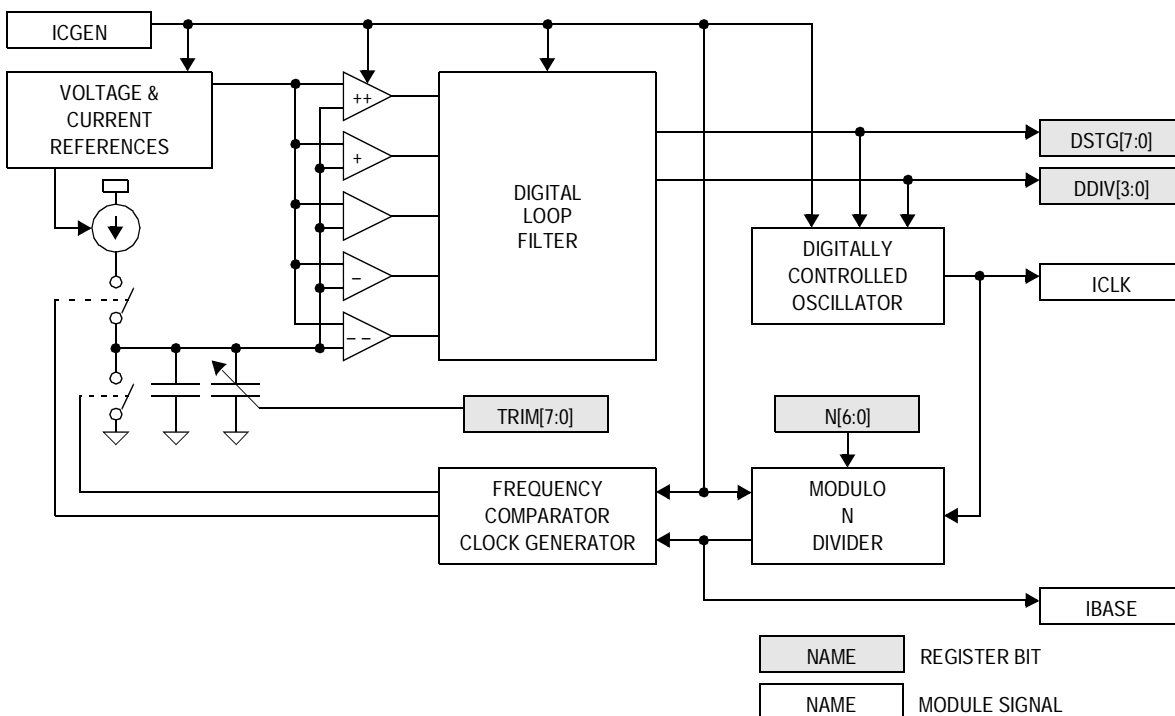 ICGEN
VOLTAGE &
CURRENT
REFERENCES
++
+
-
- -
DIGITAL
LOOP
FILTER
DSTG[7:0]
DDIV[3:0]
DIGITALLY
CONTROLLED
OSCILLATOR
ICLK
TRIM[7:0]
N[6:0]
FREQUENCY
COMPARATOR
CLOCK GENERATOR
MODULO
N
DIVIDER
IBASE
NAME REGISTER BIT
NAME MODULE SIGNAL